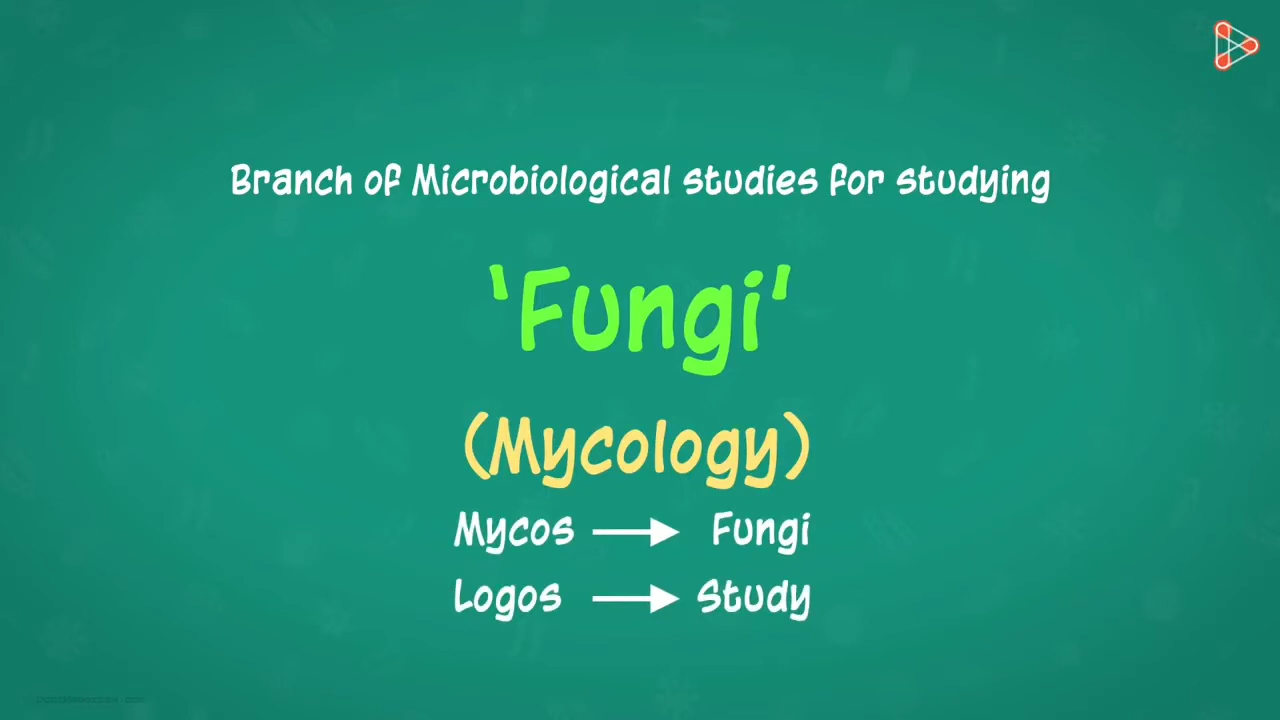 Branch of Microbiological studies for studying
'Fungi'
(Mycology)
Mycos → Fungi
Logos → Study